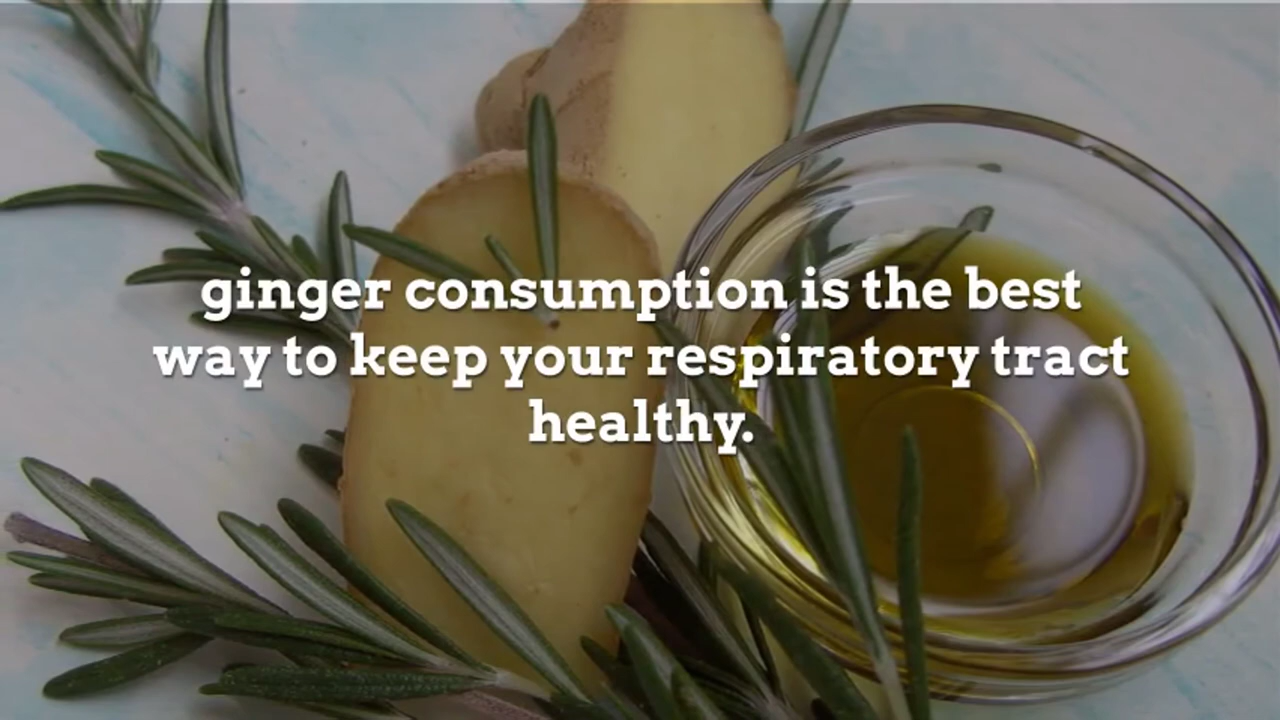 ginger consumption is the best
way to keep your respiratory tract
healthy.